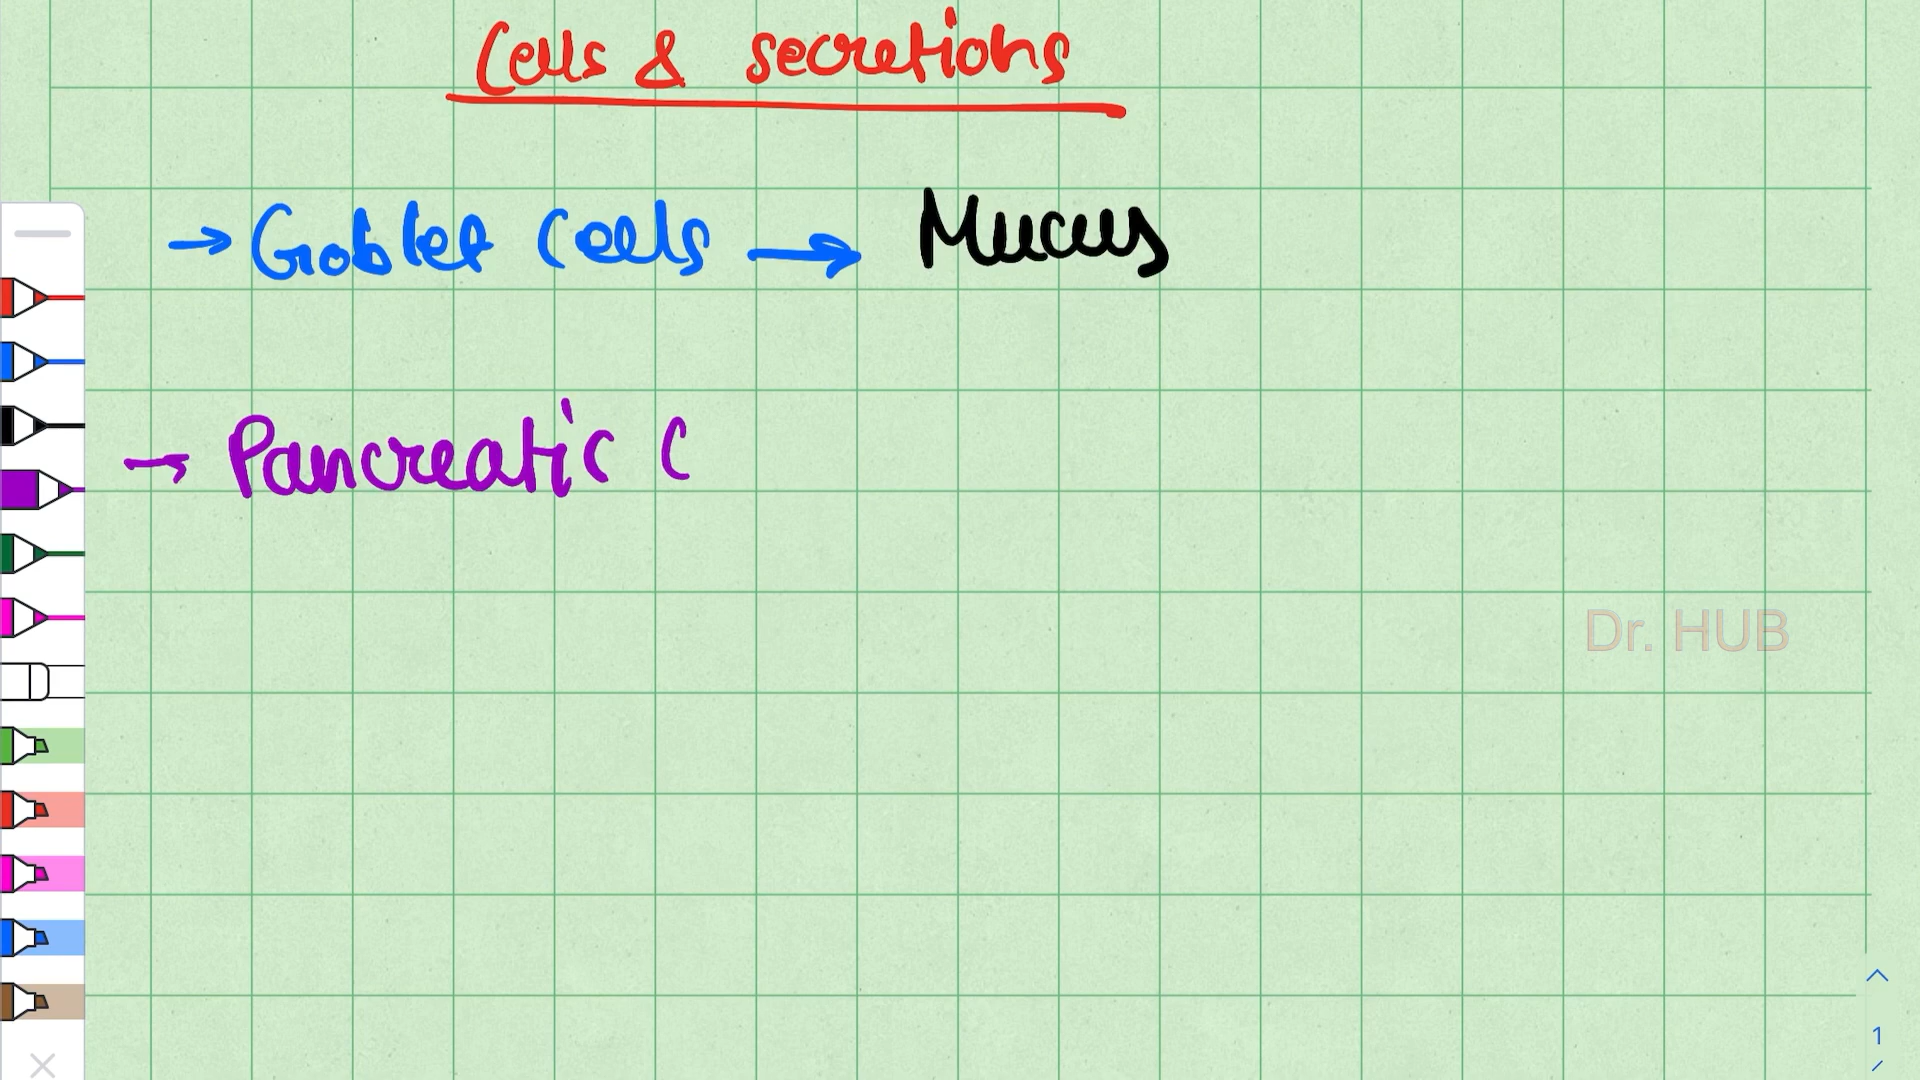 Cells & secretions
→ Goblet Cells → Mucus
→ Pancreatic C
Dr. HUB
1